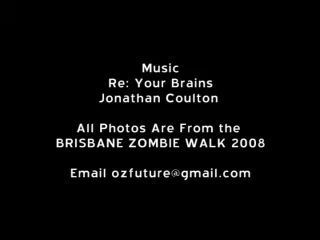 Music
Re: Your Brains
Jonathan Coulton
All Photos Are From the
BRISBANE ZOMBIE WALK 2008
Email ozfuture@gmail.com